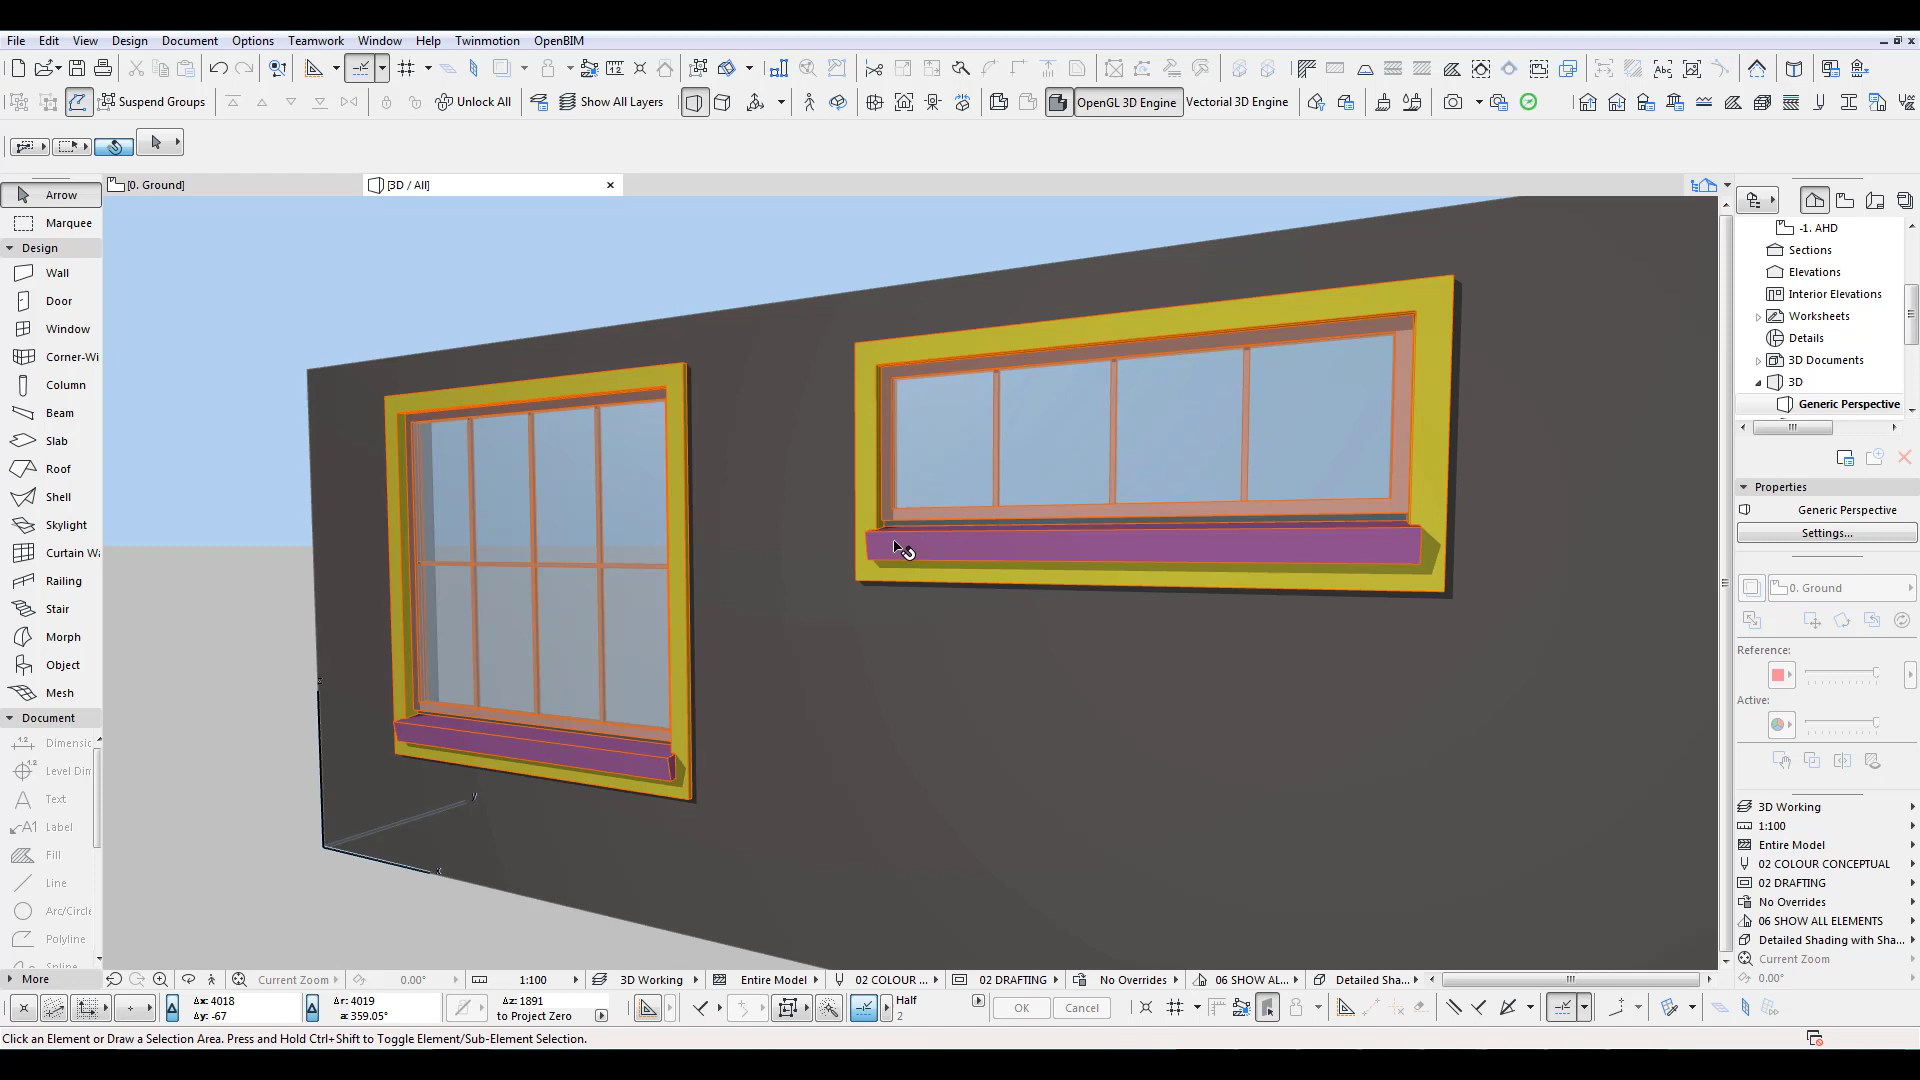 File Edit View Design Document Options Teamwork Window Help Twinmotion OpenBIM
Suspend Groups Unlock All Show All Layers OpenGL 3D Engine Vectorial 3D Engine
[0. Ground] [3D / All]
Arrow
Marquee
Design
Wall
Door
Window
Corner-Wi
Column
Beam
Slab
Roof
Shell
Skylight
Curtain Wa
Railing
Stair
Morph
Object
Mesh
Document
Dimensic
Level Dim
Text
Label
Fill
Line
Arc/Circle
Polyline
Spline
More
-1. AHD
Sections
Elevations
Interior Elevations
Worksheets
Details
3D Documents
3D
Generic Perspective
Properties
Generic Perspective
Settings...
0. Ground
Reference:
Active:
3D Working
1:100
Entire Model
02 COLOUR CONCEPTUAL
02 DRAFTING
No Overrides
06 SHOW ALL ELEMENTS
Detailed Shading with Sha...
Current Zoom
0.00°
y
x
Current Zoom 0.00° 1:100 3D Working Entire Model 02 COLOUR ... 02 DRAFTING No Overrides 06 SHOW AL... Detailed Sha...
Δx: 4018 Δr: 4019 Δz: 1891 Half
Δy: -67 a: 359.05° to Project Zero 2
OK Cancel
Click an Element or Draw a Selection Area. Press and Hold Ctrl+Shift to Toggle Element/Sub-Element Selection.